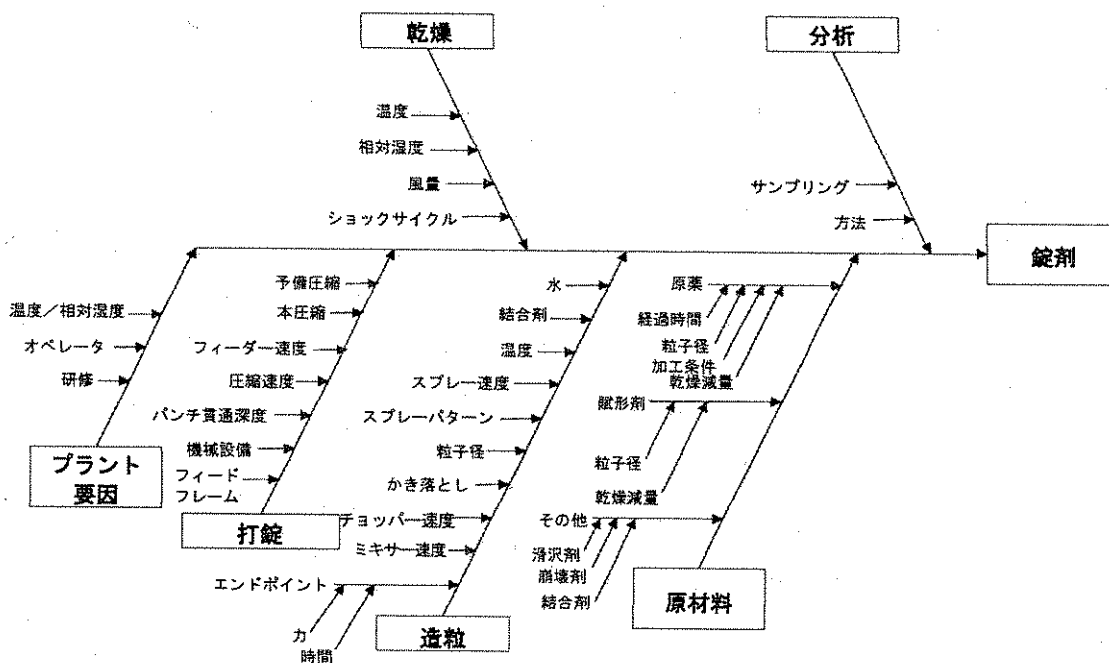 乾燥
分析
温度
相対湿度
風量
ショックサイクル
サンプリング
方法
錠剤
温度／相対湿度
オペレータ
研修
プラント
要因
予備圧縮
本圧縮
フィーダー速度
圧縮速度
パンチ貫通深度
機械設備
フィード
フレーム
打錠
水
結合剤
温度
スプレー速度
スプレーパターン
粒子径
かき落とし
チョッパー速度
ミキサー速度
エンドポイント
力
時間
造粒
原薬
経過時間
粒子径
加工条件
乾燥減量
賦形剤
粒子径
乾燥減量
その他
滑沢剤
崩壊剤
結合剤
原材料